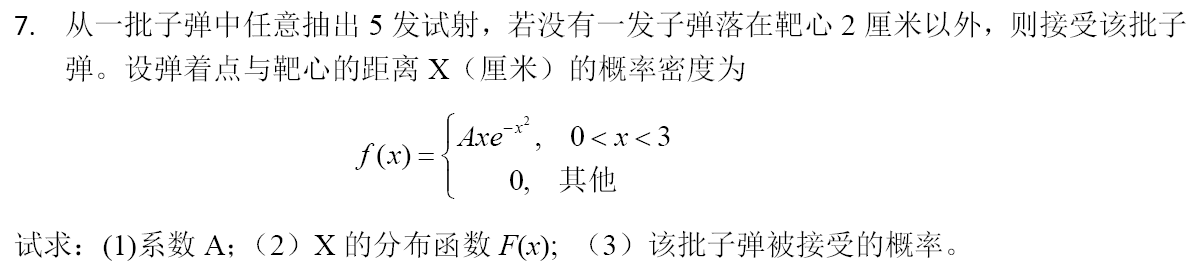 7. 从一批子弹中任意抽出 5 发试射，若没有一发子弹落在靶心 2 厘米以外，则接受该批子
弹。设弹着点与靶心的距离 X（厘米）的概率密度为
f(x) = { Axe^{-x^2}, 0 < x < 3
0, 其他
试求：(1)系数 A;（2）X 的分布函数 F(x); （3）该批子弹被接受的概率。